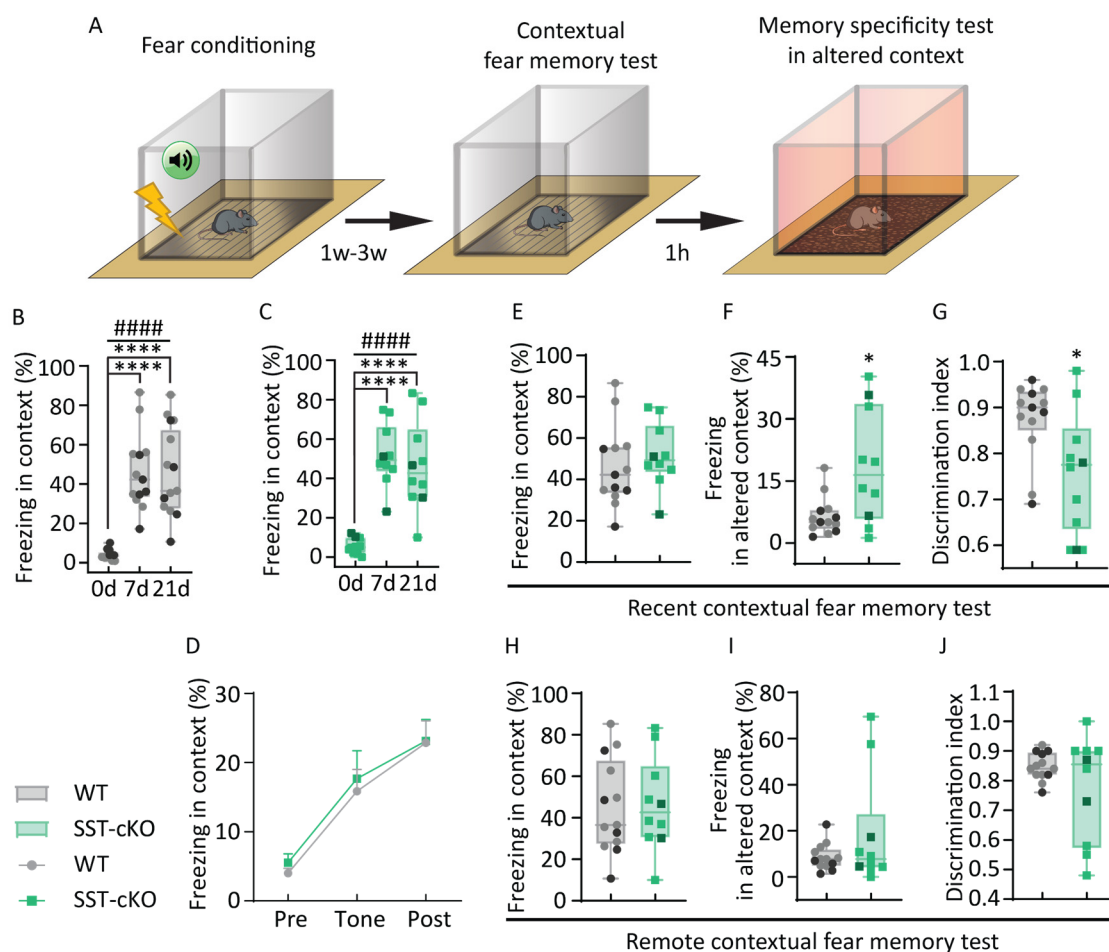 A
Fear conditioning
Contextual
fear memory test
Memory specificity test
in altered context
1w-3w
1h
B
Freezing in context (%)
100
80
60
40
20
0
####
****
****
0d 7d 21d
C
Freezing in context (%)
100
80
60
40
20
0
####
****
****
0d 7d 21d
E
Freezing in context (%)
100
80
60
40
20
0
F
Freezing
in altered context (%)
45
30
15
0
*
G
Discrimination index
1.0
0.9
0.8
0.7
0.6
*
Recent contextual fear memory test
D
Freezing in context (%)
30
20
10
0
Pre Tone Post
WT
SST-cKO
WT
SST-cKO
H
Freezing in context (%)
100
80
60
40
20
0
I
Freezing
in altered context (%)
80
60
40
20
0
J
Discrimination index
1.1
1.0
0.9
0.8
0.7
0.6
0.5
0.4
Remote contextual fear memory test